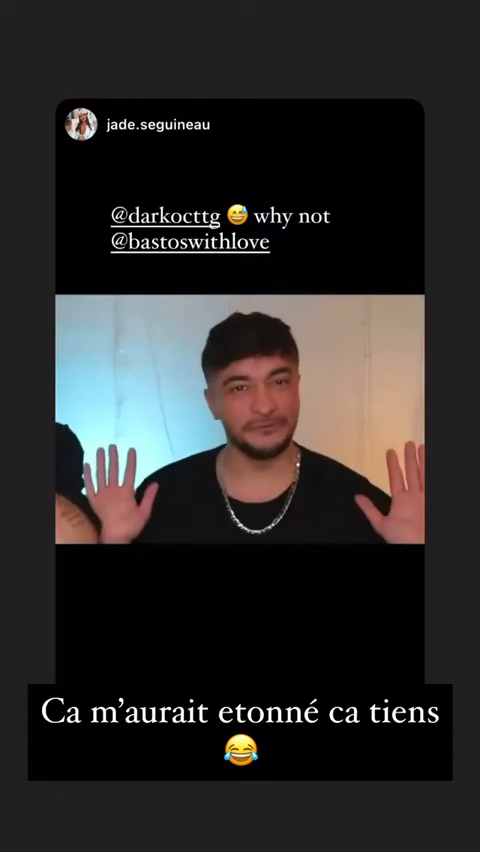 jade.seguineau
@darkocttg 😅 why not
@bastoswithlove
Ca m’aurait etonné ca tiens
😂